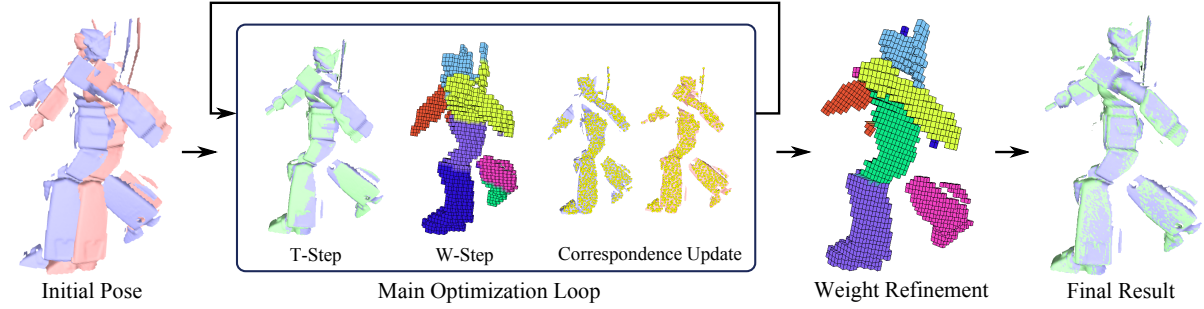 T-Step
W-Step
Correspondence Update
Initial Pose
Main Optimization Loop
Weight Refinement
Final Result